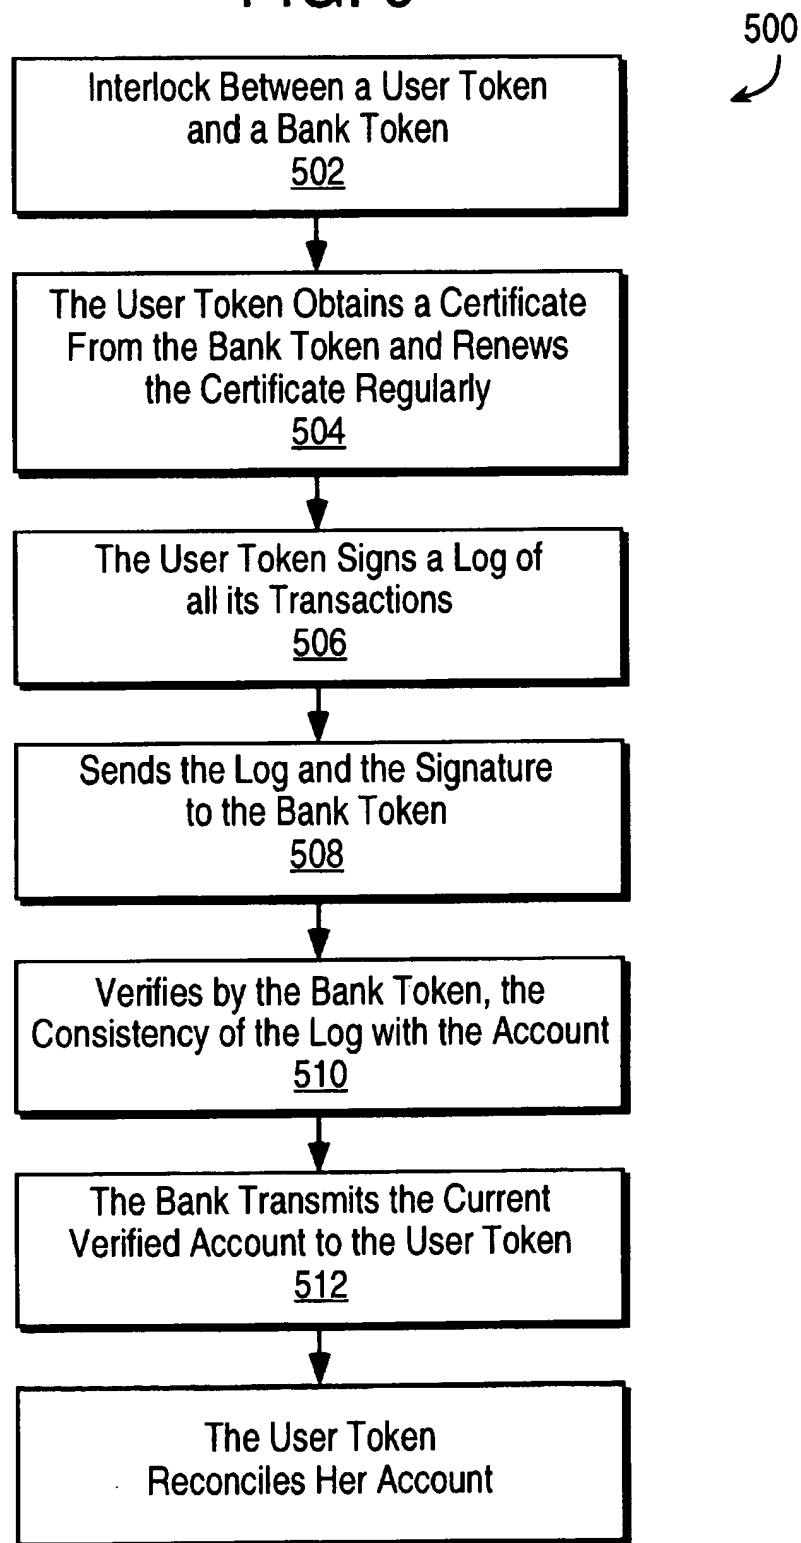 500
Interlock Between a User Token
and a Bank Token
502
The User Token Obtains a Certificate
From the Bank Token and Renews
the Certificate Regularly
504
The User Token Signs a Log of
all its Transactions
506
Sends the Log and the Signature
to the Bank Token
508
Verifies by the Bank Token, the
Consistency of the Log with the Account
510
The Bank Transmits the Current
Verified Account to the User Token
512
The User Token
Reconciles Her Account